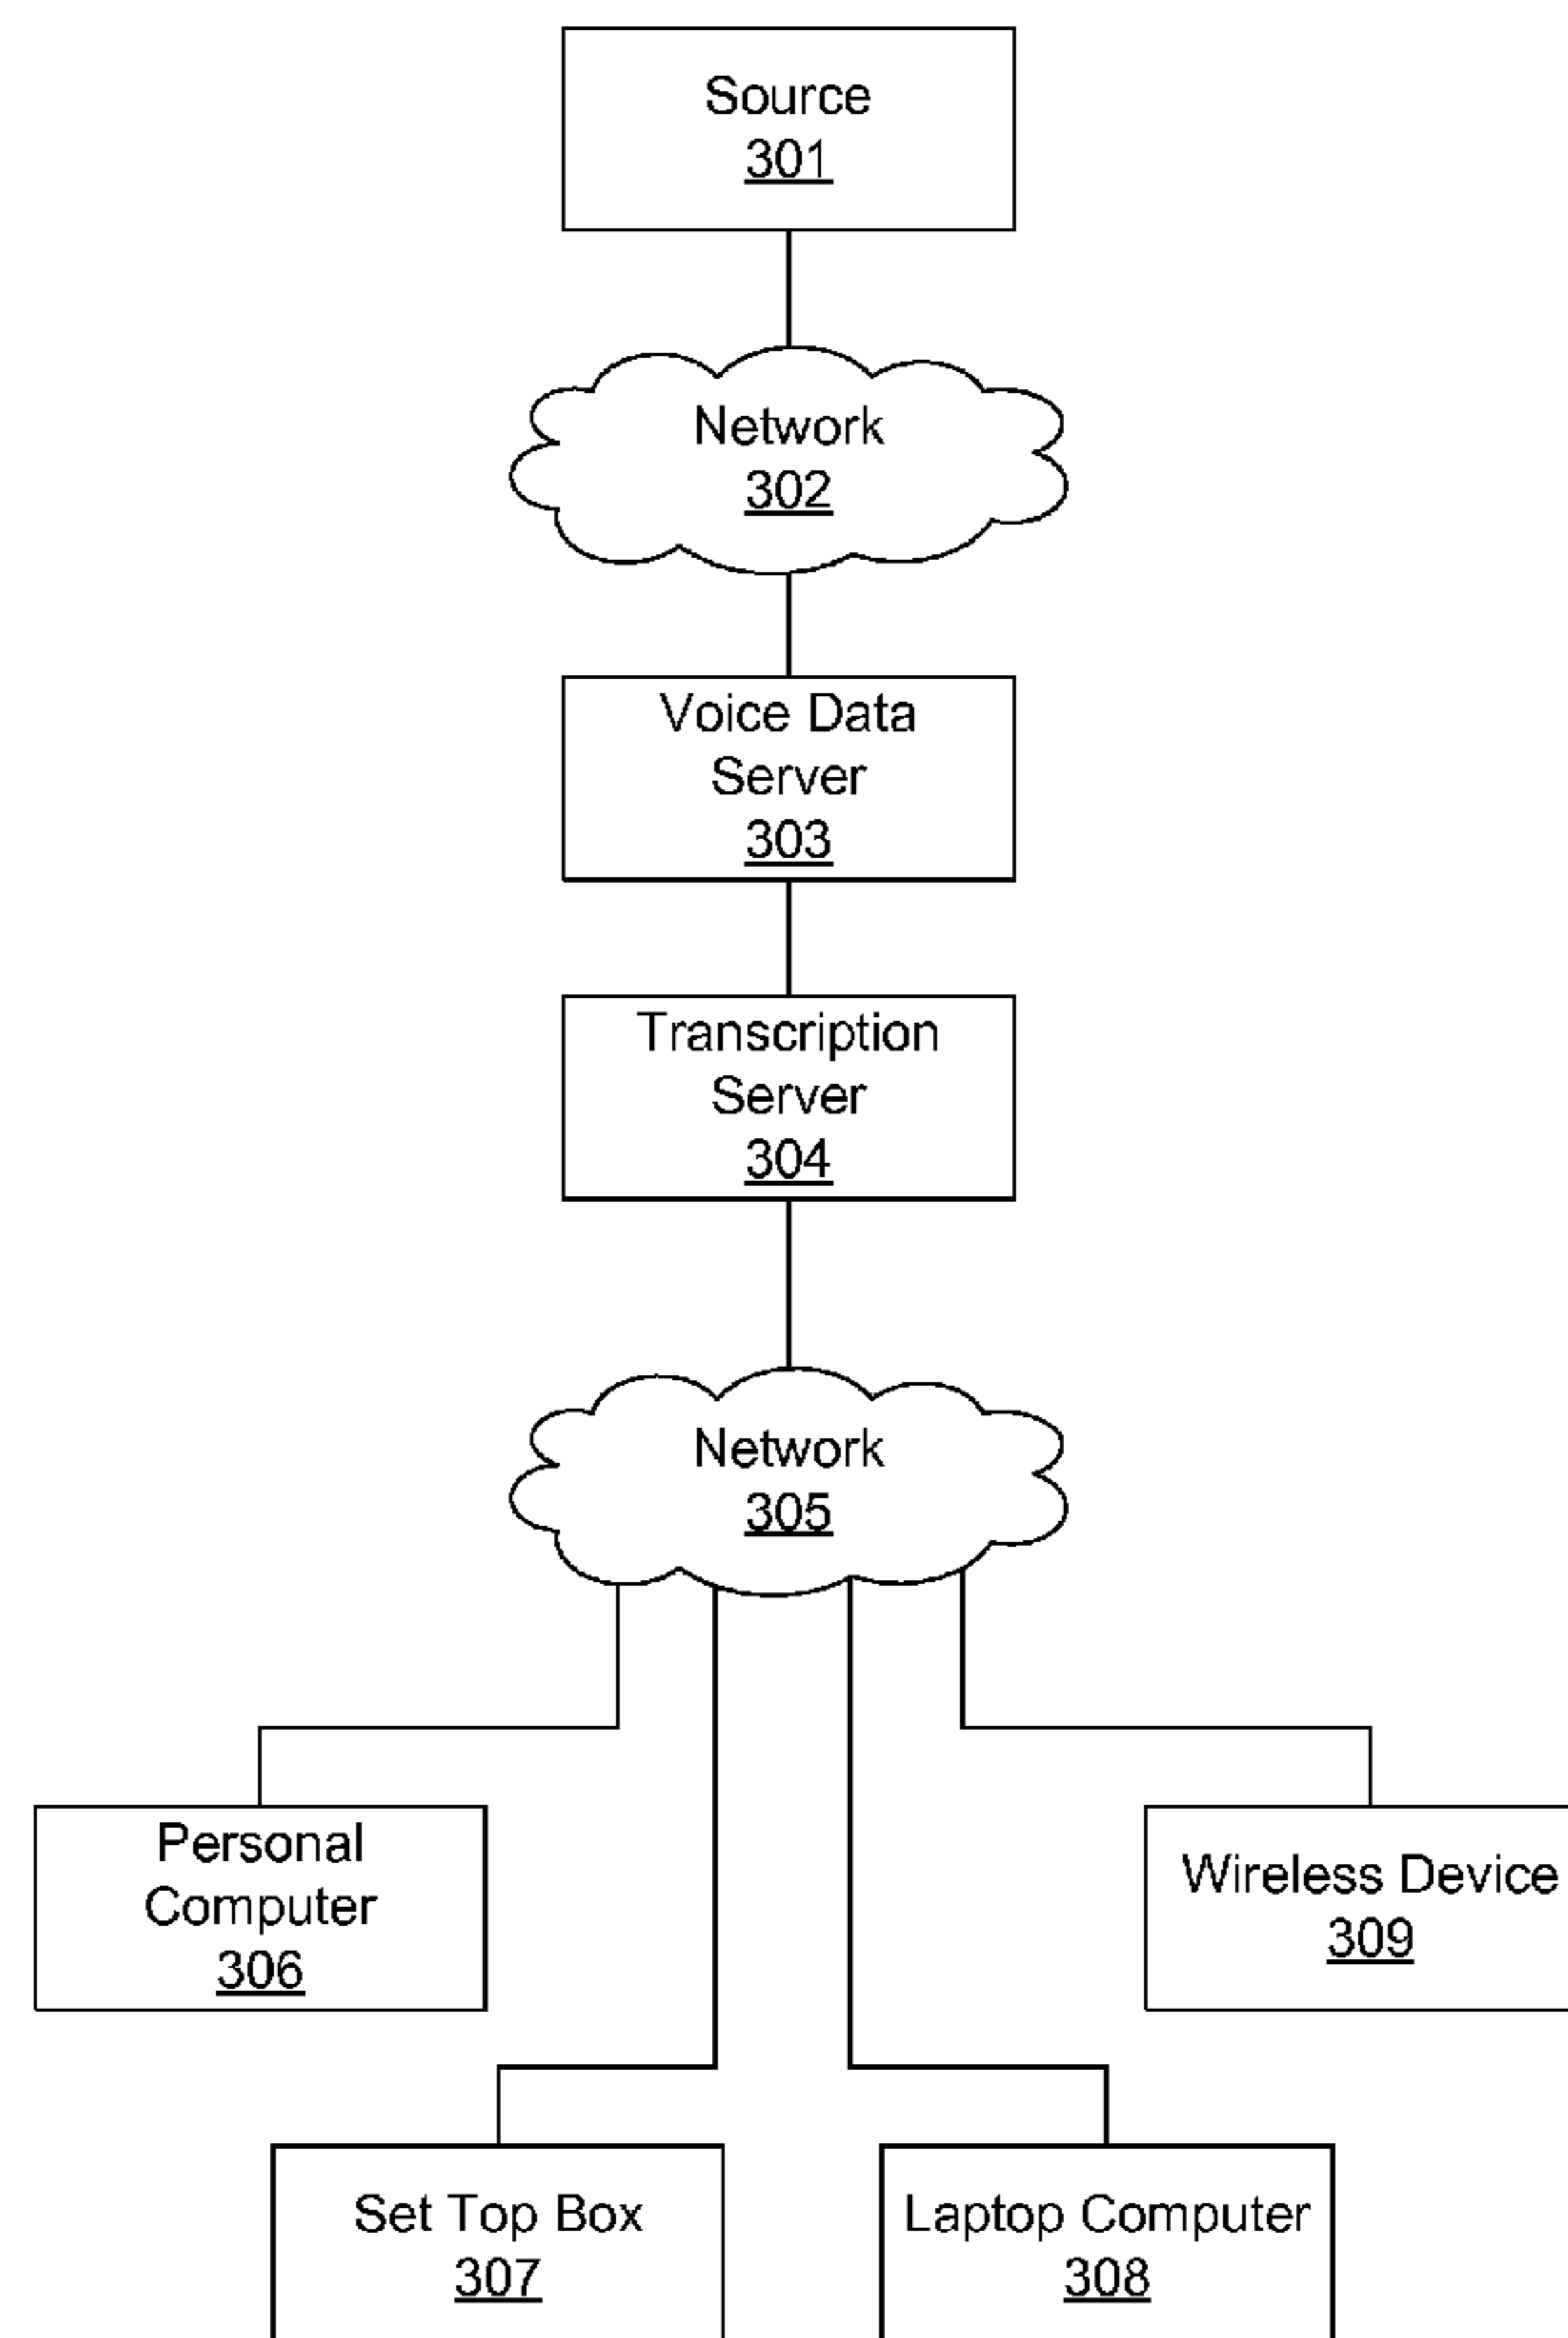 Source
301
Network
302
Voice Data
Server
303
Transcription
Server
304
Network
305
Personal
Computer
306
Wireless Device
309
Set Top Box
307
Laptop Computer
308